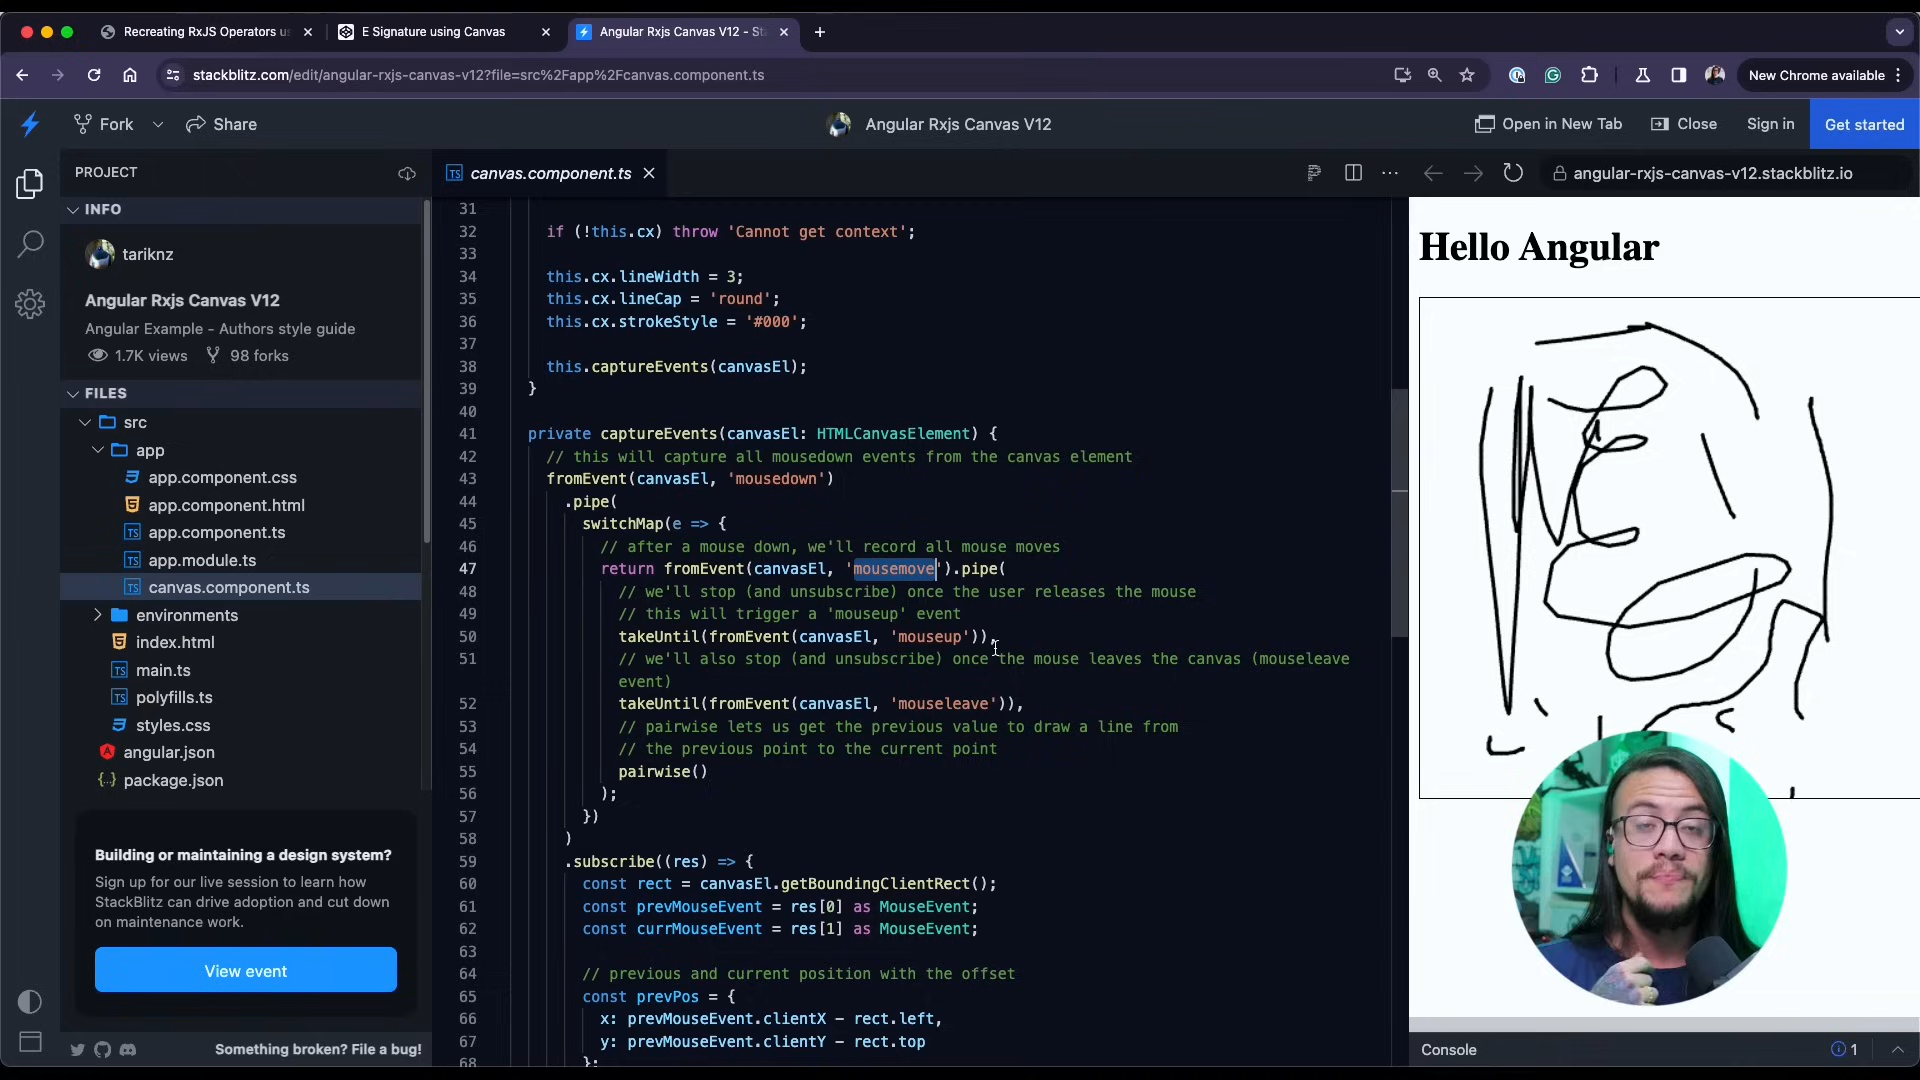 Recreating RxJS Operators u
E Signature using Canvas
Angular Rxjs Canvas V12 - St
stackblitz.com/edit/angular-rxjs-canvas-v12?file=src%2Fapp%2Fcanvas.component.ts
New Chrome available
Fork
Share
Angular Rxjs Canvas V12
Open in New Tab
Close
Sign in
Get started
PROJECT
TS canvas.component.ts
angular-rxjs-canvas-v12.stackblitz.io
INFO
tariknz
Angular Rxjs Canvas V12
Angular Example - Authors style guide
1.7K views 98 forks
FILES
src
app
app.component.css
app.component.html
TS app.component.ts
TS app.module.ts
TS canvas.component.ts
environments
index.html
TS main.ts
TS polyfills.ts
styles.css
angular.json
{..} package.json
Building or maintaining a design system?
Sign up for our live session to learn how
StackBlitz can drive adoption and cut down
on maintenance work.
View event
Something broken? File a bug!
31
32 if (!this.cx) throw 'Cannot get context';
33
34 this.cx.lineWidth = 3;
35 this.cx.lineCap = 'round';
36 this.cx.strokeStyle = '#000';
37
38 this.captureEvents(canvasEl);
39 }
40
41 private captureEvents(canvasEl: HTMLCanvasElement) {
42 // this will capture all mousedown events from the canvas element
43 fromEvent(canvasEl, 'mousedown')
44 .pipe(
45 switchMap(e => {
46 // after a mouse down, we'll record all mouse moves
47 return fromEvent(canvasEl, 'mousemove').pipe(
48 // we'll stop (and unsubscribe) once the user releases the mouse
49 // this will trigger a 'mouseup' event
50 takeUntil(fromEvent(canvasEl, 'mouseup')),
51 // we'll also stop (and unsubscribe) once the mouse leaves the canvas (mouseleave
event)
52 takeUntil(fromEvent(canvasEl, 'mouseleave')),
53 // pairwise lets us get the previous value to draw a line from
54 // the previous point to the current point
55 pairwise()
56 );
57 })
58 )
59 .subscribe((res) => {
60 const rect = canvasEl.getBoundingClientRect();
61 const prevMouseEvent = res[0] as MouseEvent;
62 const currMouseEvent = res[1] as MouseEvent;
63
64 // previous and current position with the offset
65 const prevPos = {
66 x: prevMouseEvent.clientX - rect.left,
67 y: prevMouseEvent.clientY - rect.top
68 };
Hello Angular
Console
1